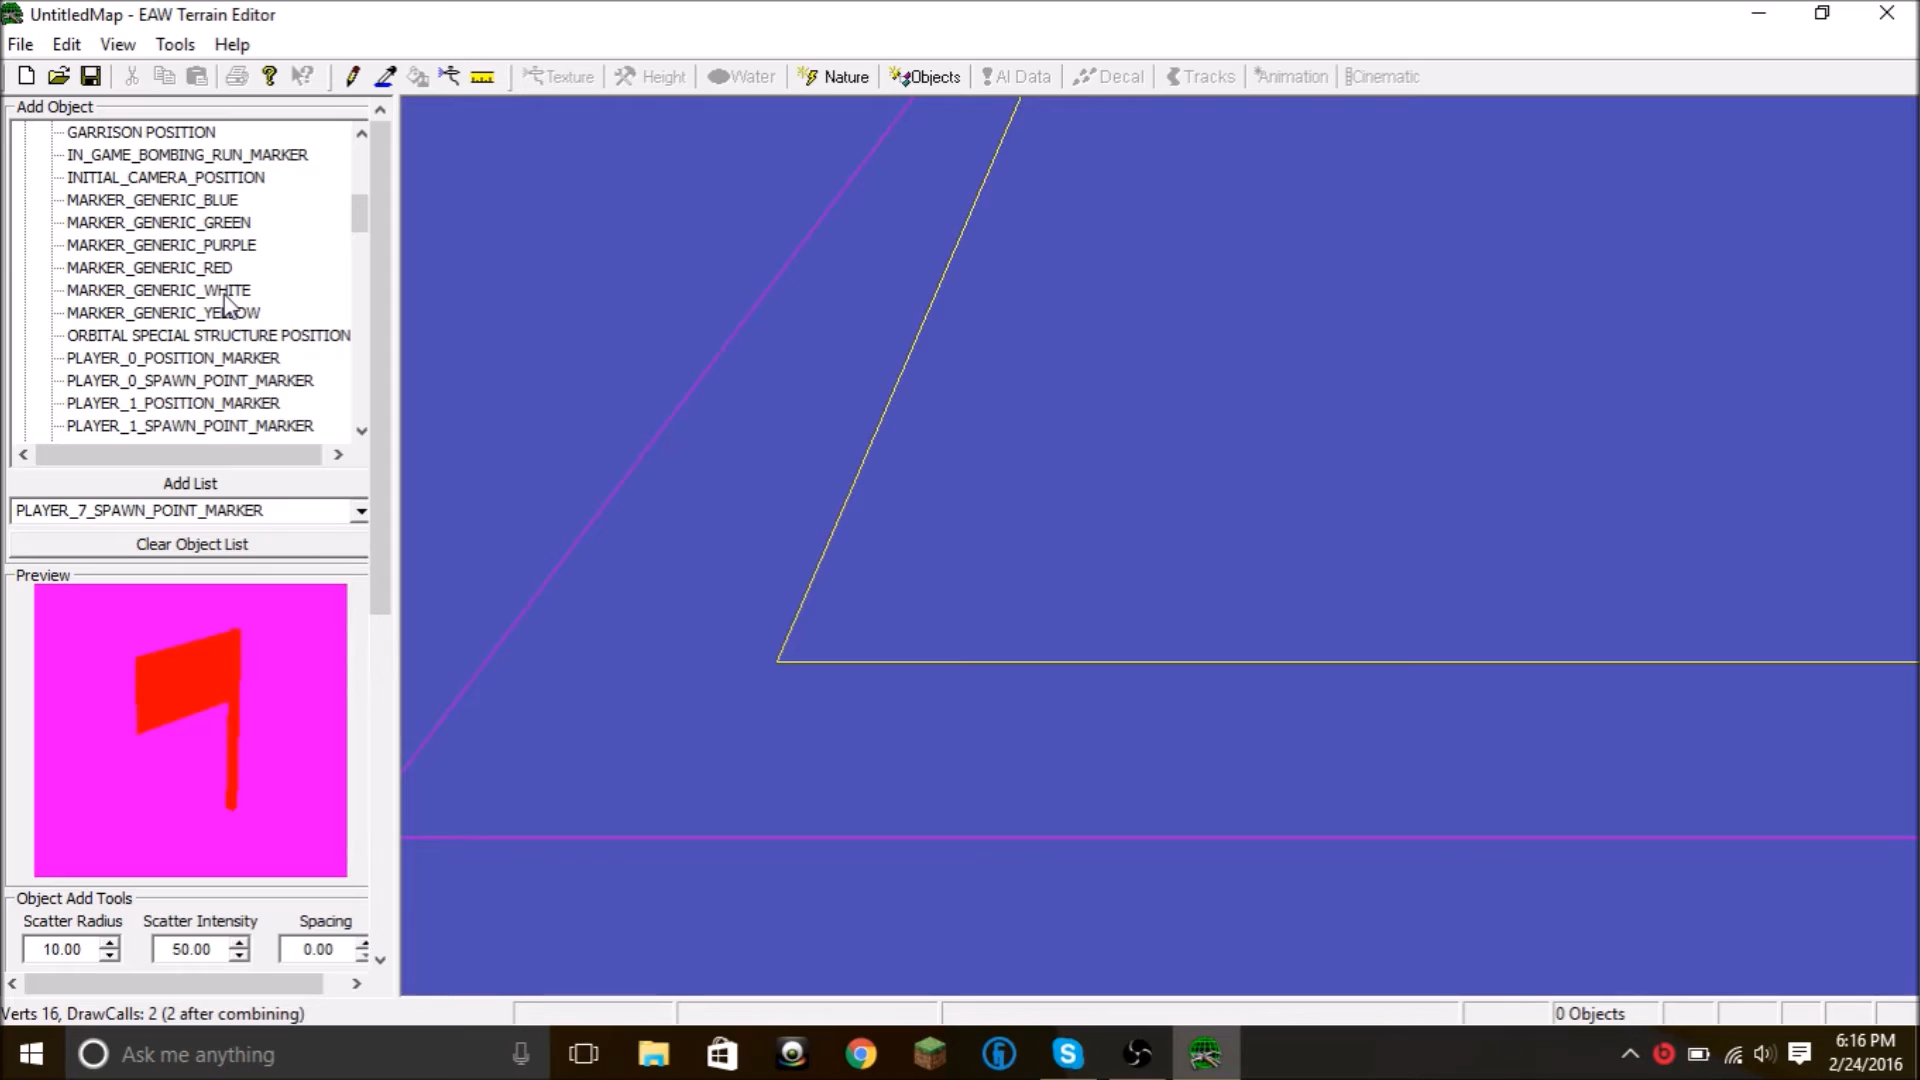 UntitledMap - EAW Terrain Editor
File Edit View Tools Help
Texture Height Water Nature Objects AI Data Decal Tracks Animation Cinematic
Add Object
GARRISON POSITION
IN_GAME_BOMBING_RUN_MARKER
INITIAL_CAMERA_POSITION
MARKER_GENERIC_BLUE
MARKER_GENERIC_GREEN
MARKER_GENERIC_PURPLE
MARKER_GENERIC_RED
MARKER_GENERIC_WHITE
MARKER_GENERIC_YELLOW
ORBITAL SPECIAL STRUCTURE POSITION
PLAYER_0_POSITION_MARKER
PLAYER_0_SPAWN_POINT_MARKER
PLAYER_1_POSITION_MARKER
PLAYER_1_SPAWN_POINT_MARKER
Add List
PLAYER_7_SPAWN_POINT_MARKER
Clear Object List
Preview
Object Add Tools
Scatter Radius Scatter Intensity Spacing
10.00 50.00 0.00
Verts 16, DrawCalls: 2 (2 after combining)
0 Objects
Ask me anything
6:16 PM
2/24/2016